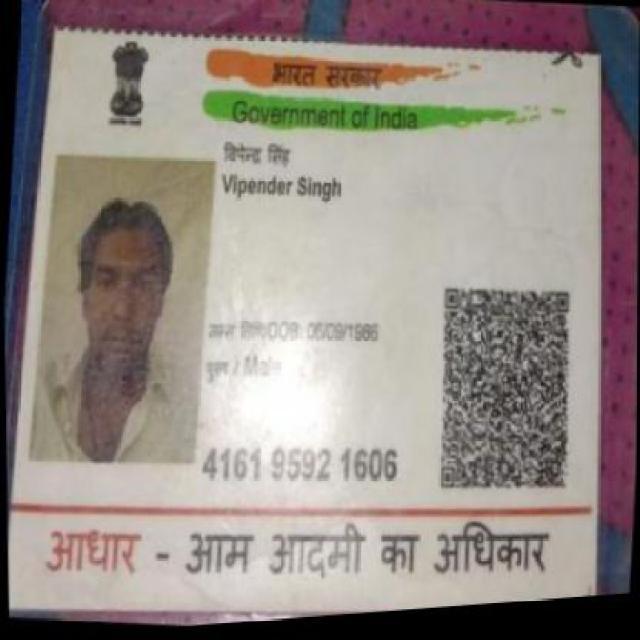 भारत सरकार
Government of India
विपेन्द्र सिंह
Vipender Singh
जन्म तिथि/DOB: 06/09/1986
पुरुष / Male
4161 9592 1606
आधार - आम आदमी का अधिकार